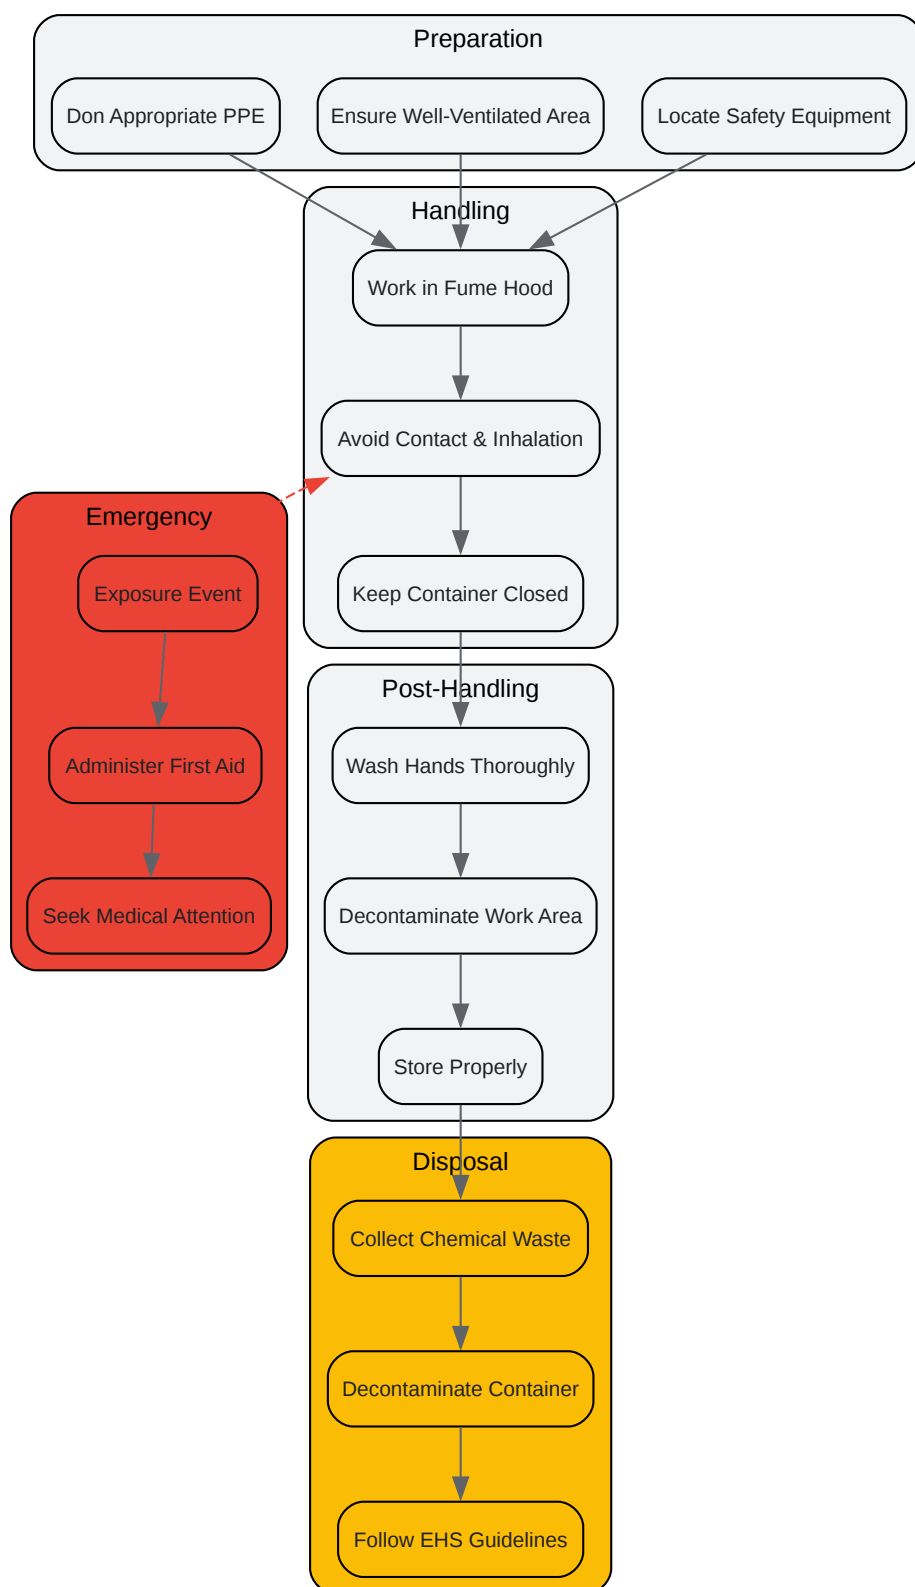 Preparation
Don Appropriate PPE
Ensure Well-Ventilated Area
Locate Safety Equipment
Handling
Work in Fume Hood
Avoid Contact & Inhalation
Keep Container Closed
Emergency
Exposure Event
Administer First Aid
Seek Medical Attention
Post-Handling
Wash Hands Thoroughly
Decontaminate Work Area
Store Properly
Disposal
Collect Chemical Waste
Decontaminate Container
Follow EHS Guidelines